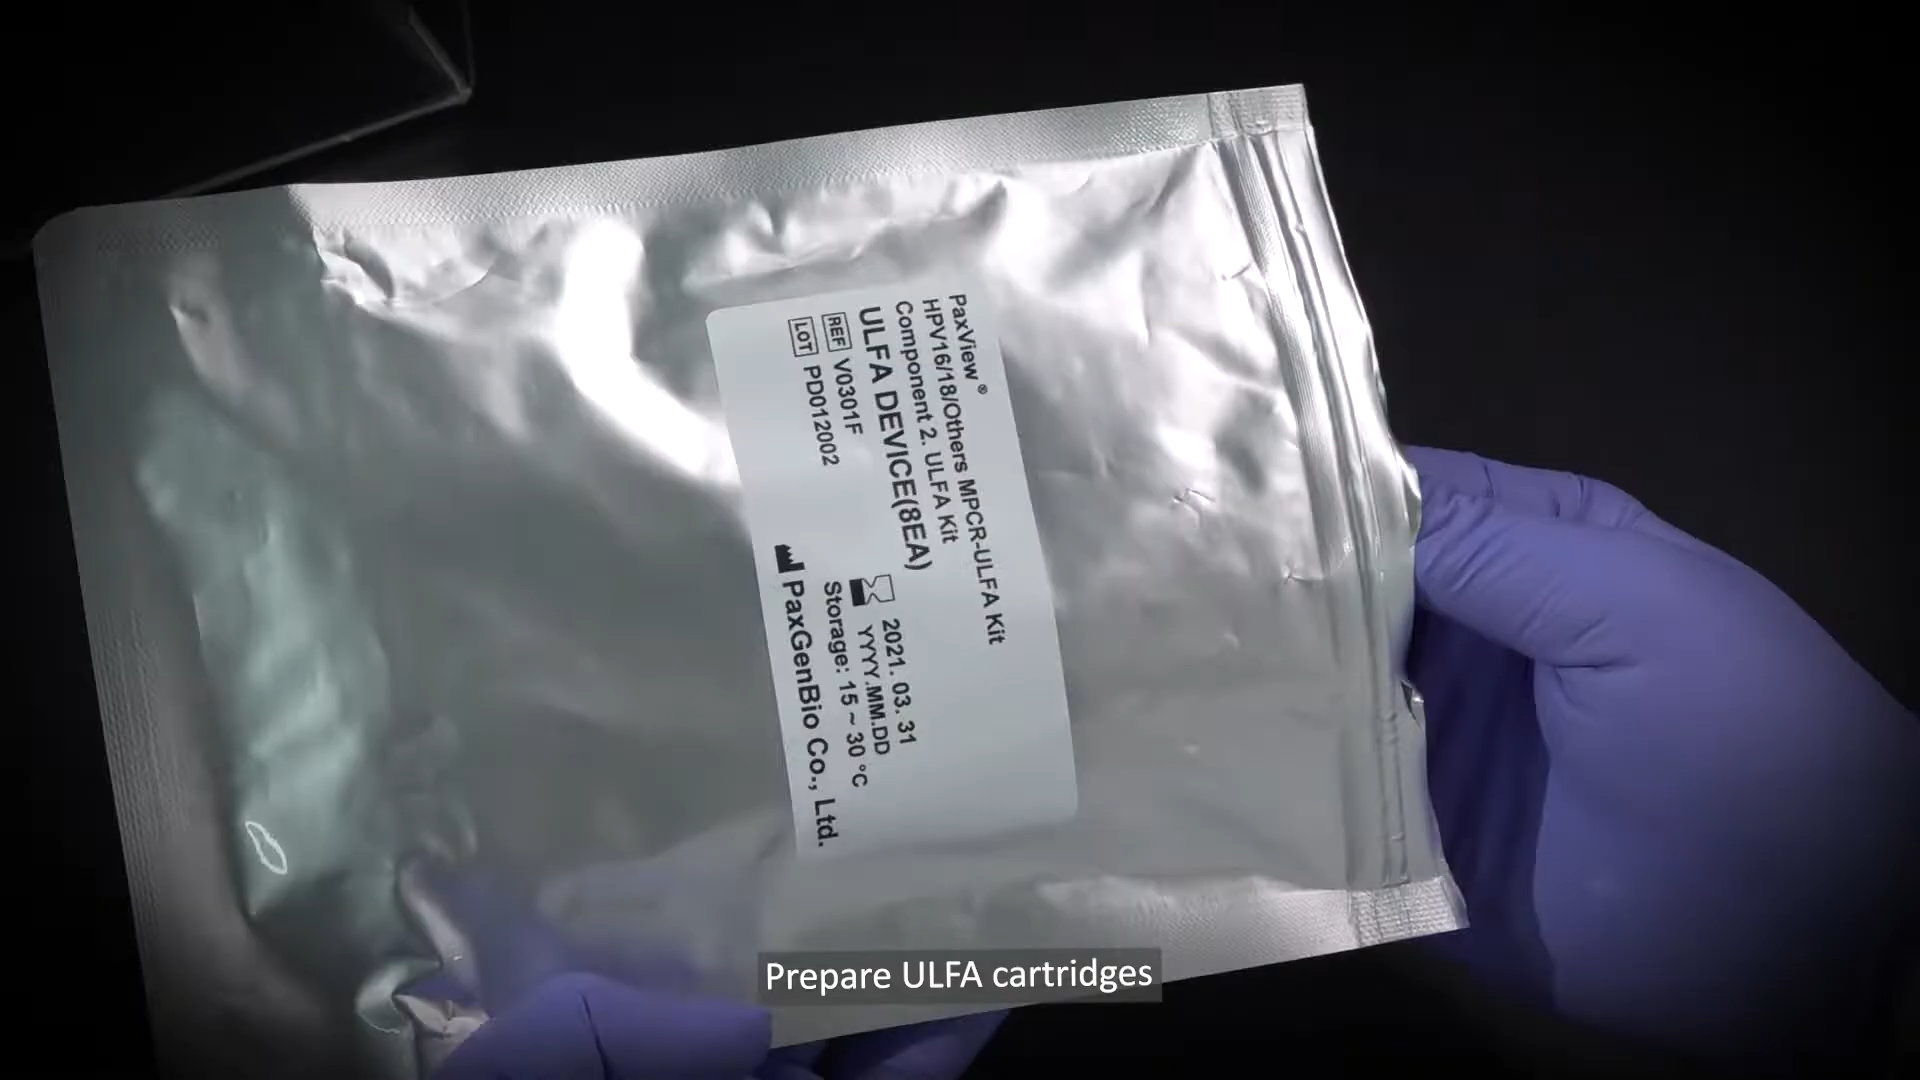 PaxView®
HPV16/18/Others MPCR-ULFA Kit
Component 2. ULFA Kit
ULFA DEVICE(8EA)
REF V0301F
LOT PD012002
2021. 03. 31
YYYY.MM.DD
Storage: 15 ~ 30 °C
PaxGenBio Co., Ltd.
Prepare ULFA cartridges